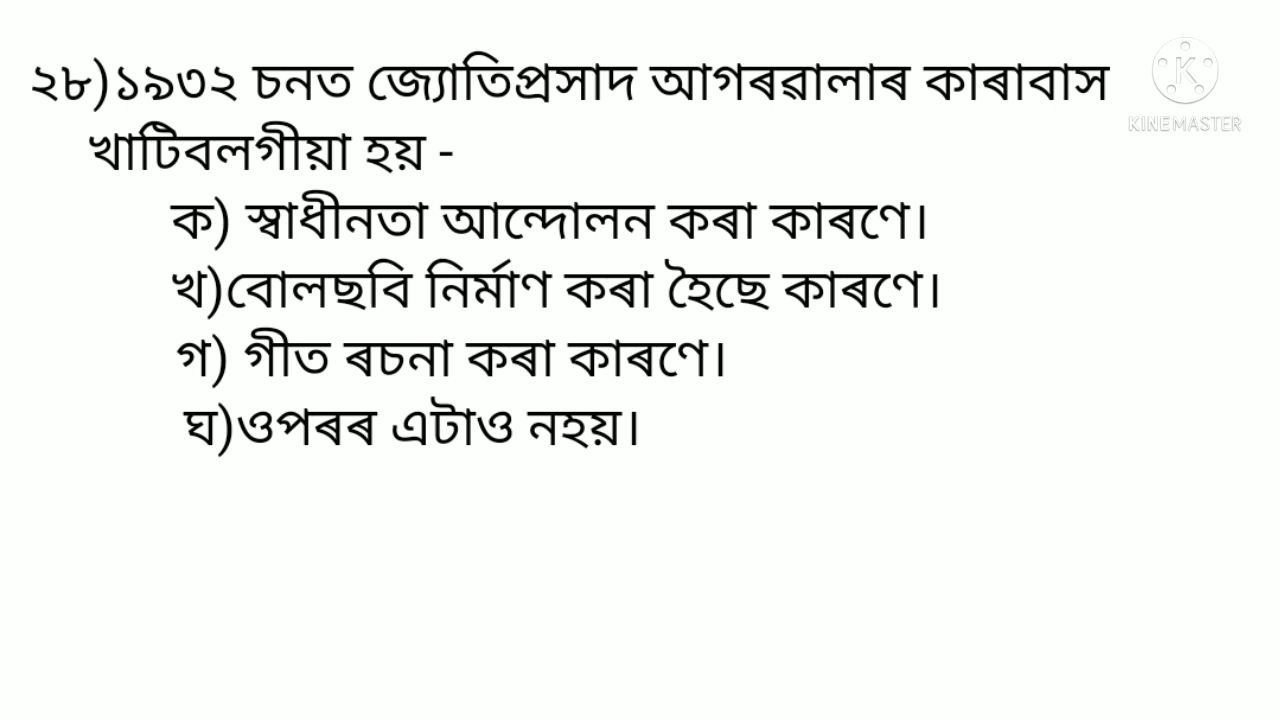 ২৮)১৯৩২ চনত জ্যোতিপ্ৰসাদ আগৰৱালাৰ কাৰাবাস
খাটিবলগীয়া হয় -
ক) স্বাধীনতা আন্দোলন কৰা কাৰণে।
খ)বোলছবি নিৰ্মাণ কৰা হৈছে কাৰণে।
গ) গীত ৰচনা কৰা কাৰণে।
ঘ)ওপৰৰ এটাও নহয়।
K
KINEMASTER